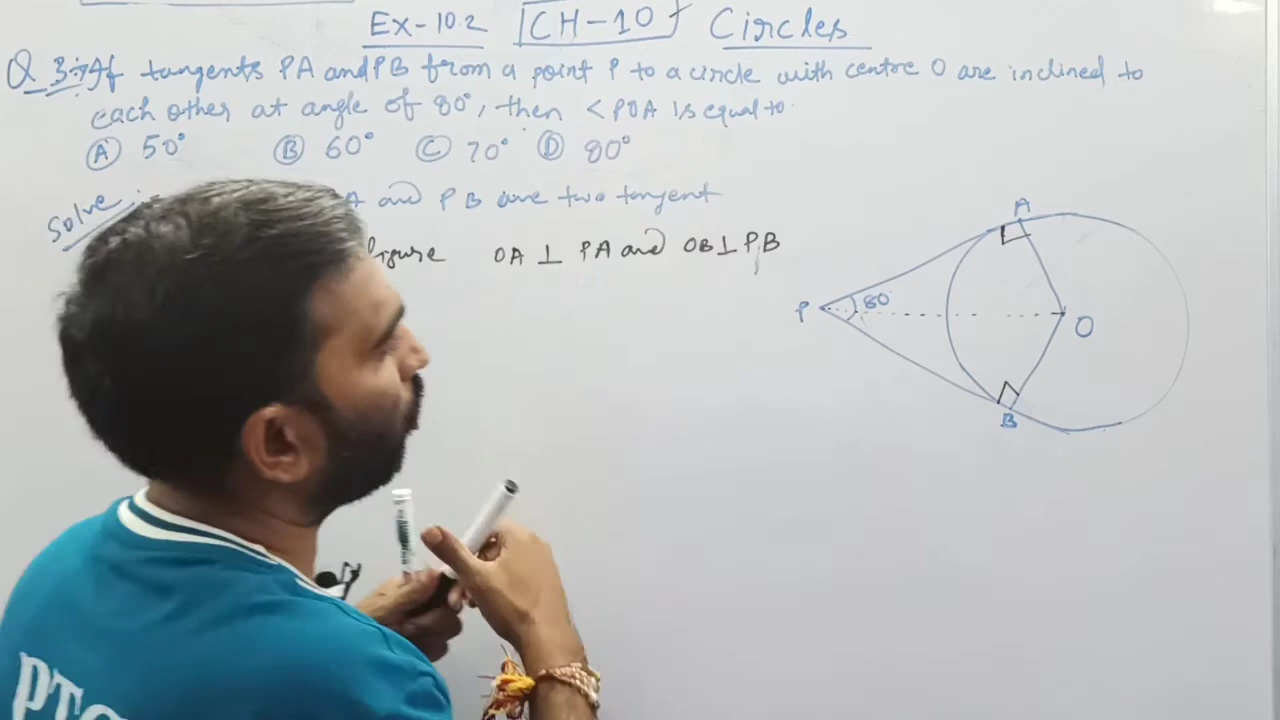 Ex-10.2 CH-10 Circles
Q.3:- If tangents PA and PB from a point P to a circle with centre O are inclined to
each other at angle of 80°, then <POA is equal to
(A) 50° (B) 60° (C) 70° (D) 80°
Solve A and PB are two tangent
figure OA ⊥ PA and OB ⊥ PB
A
P 80
O
B